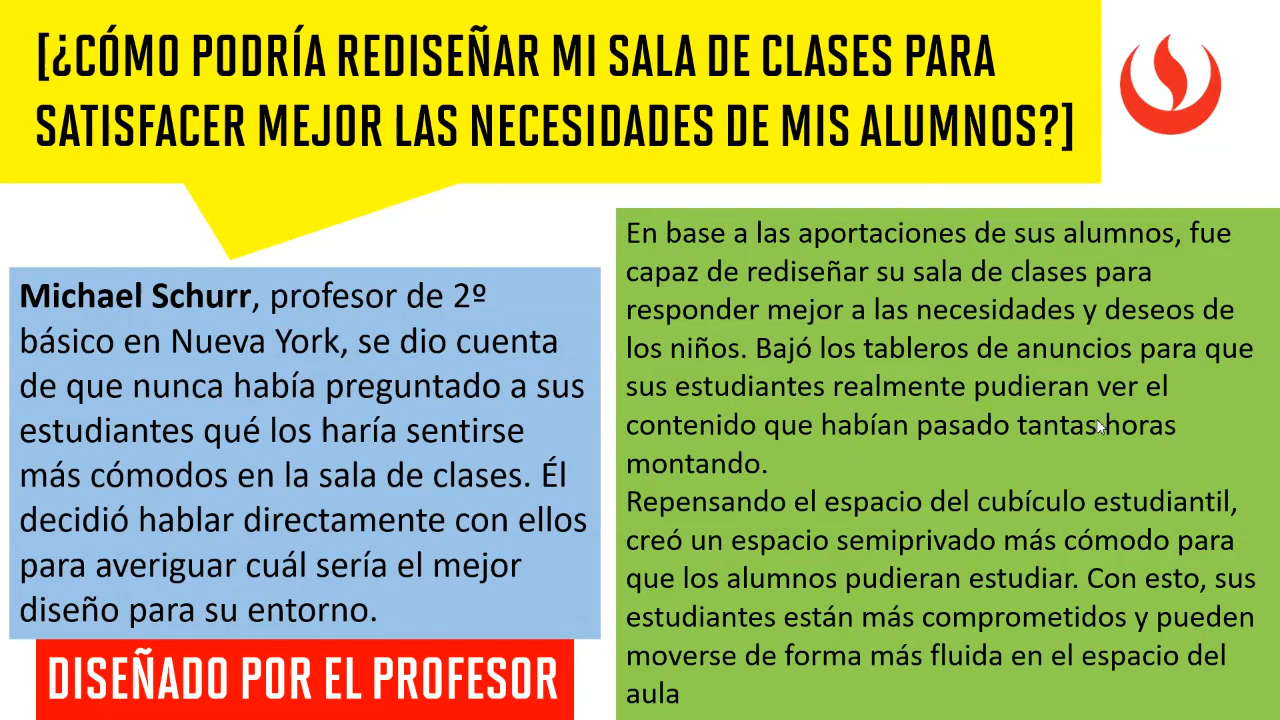 [¿CÓMO PODRÍA REDISEÑAR MI SALA DE CLASES PARA
SATISFACER MEJOR LAS NECESIDADES DE MIS ALUMNOS?]
Michael Schurr, profesor de 2º
básico en Nueva York, se dio cuenta
de que nunca había preguntado a sus
estudiantes qué los haría sentirse
más cómodos en la sala de clases. Él
decidió hablar directamente con ellos
para averiguar cuál sería el mejor
diseño para su entorno.
DISEÑADO POR EL PROFESOR
En base a las aportaciones de sus alumnos, fue
capaz de rediseñar su sala de clases para
responder mejor a las necesidades y deseos de
los niños. Bajó los tableros de anuncios para que
sus estudiantes realmente pudieran ver el
contenido que habían pasado tantas horas
montando.
Repensando el espacio del cubículo estudiantil,
creó un espacio semiprivado más cómodo para
que los alumnos pudieran estudiar. Con esto, sus
estudiantes están más comprometidos y pueden
moverse de forma más fluida en el espacio del
aula